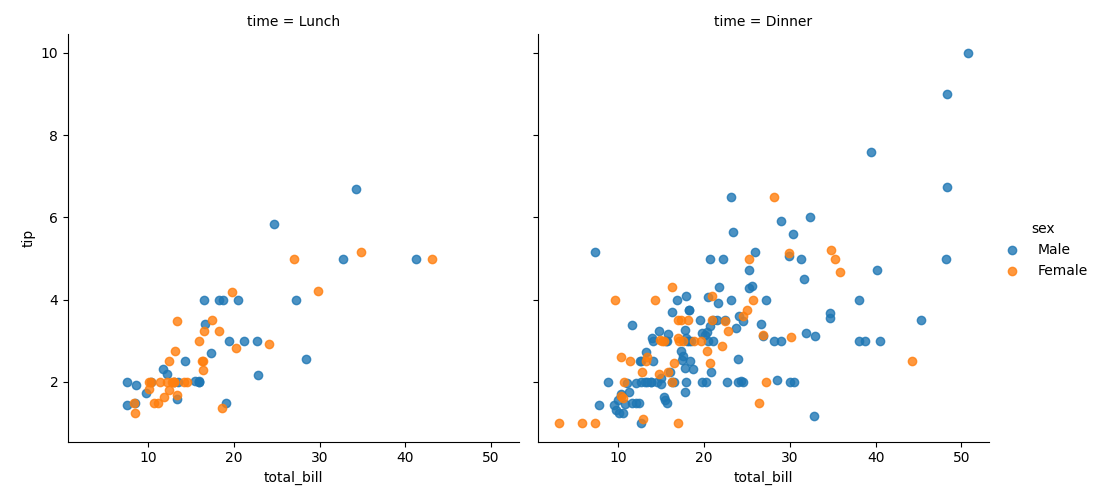 time = Lunch
time = Dinner
10
8
6
4
2
tip
10
20
30
40
50
total_bill
10
20
30
40
50
total_bill
sex
Male
Female